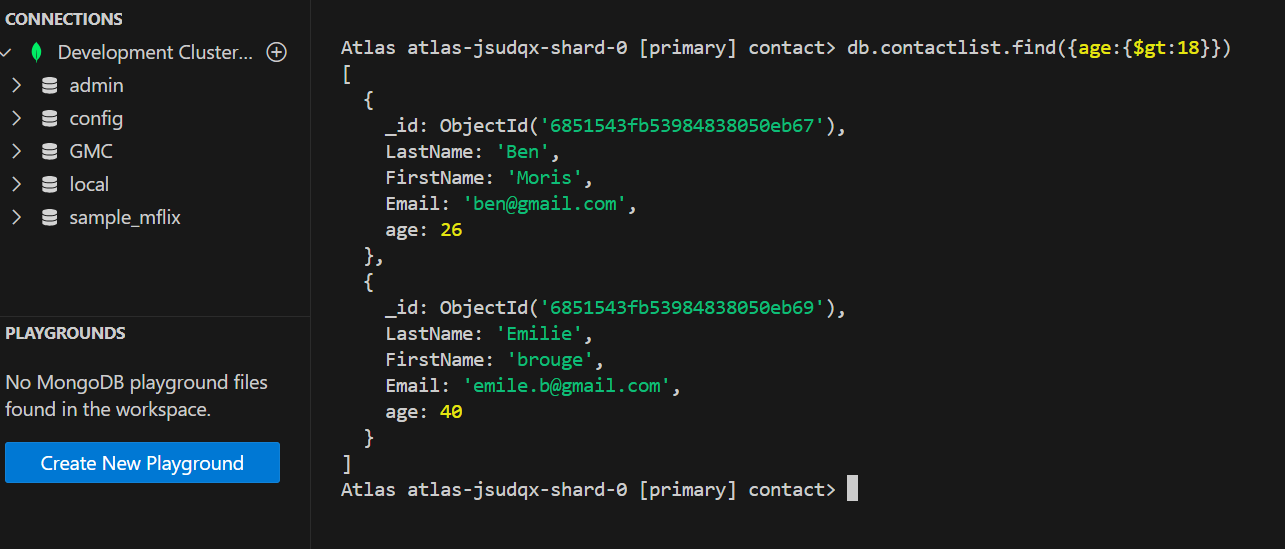 CONNECTIONS
Development Cluster...
admin
config
GMC
local
sample_mflix
PLAYGROUNDS
No MongoDB playground files
found in the workspace.
Create New Playground
Atlas atlas-jsudqx-shard-0 [primary] contact> db.contactlist.find({age:{$gt:18}})
[
  {
    _id: ObjectId('6851543fb53984838050eb67'),
    LastName: 'Ben',
    FirstName: 'Moris',
    Email: 'ben@gmail.com',
    age: 26
  },
  {
    _id: ObjectId('6851543fb53984838050eb69'),
    LastName: 'Emilie',
    FirstName: 'brouge',
    Email: 'emile.b@gmail.com',
    age: 40
  }
]
Atlas atlas-jsudqx-shard-0 [primary] contact>